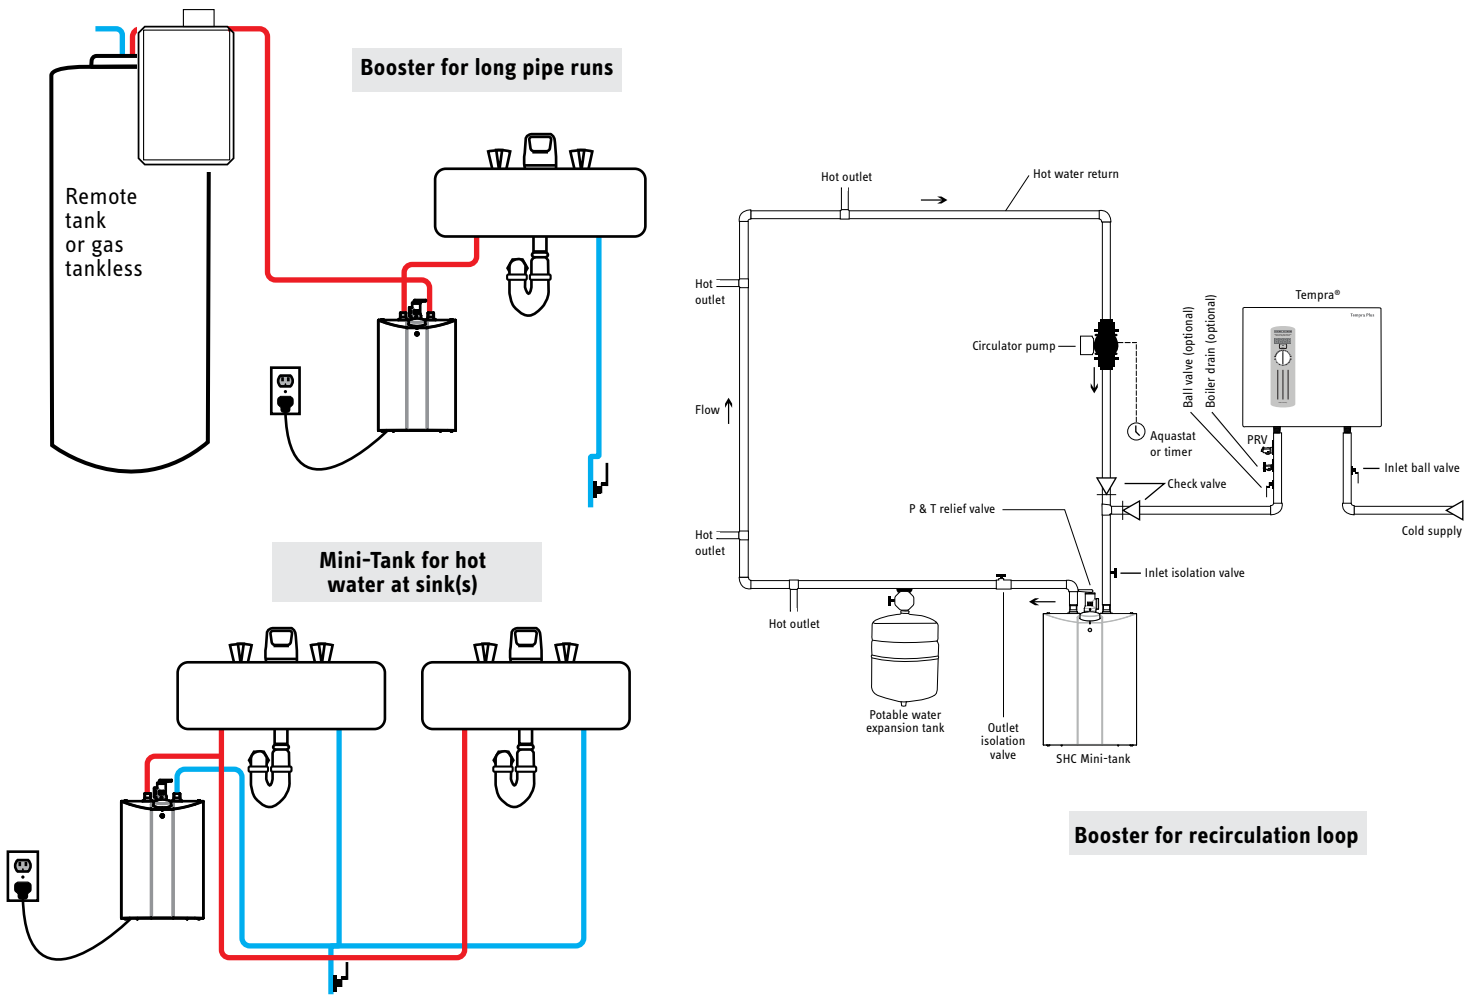 Booster for long pipe runs
Remote
tank
or gas
tankless
Mini-Tank for hot
water at sink(s)
Hot outlet
Hot water return
Hot
outlet
Circulator pump
Flow
Aquastat
or timer
Tempra®
Tempra Plus
Ball valve (optional)
Boiler drain (optional)
PRV
Inlet ball valve
Check valve
Cold supply
P & T relief valve
Hot
outlet
Inlet isolation valve
Hot outlet
Potable water
expansion tank
Outlet
isolation
valve
SHC Mini-tank
Booster for recirculation loop